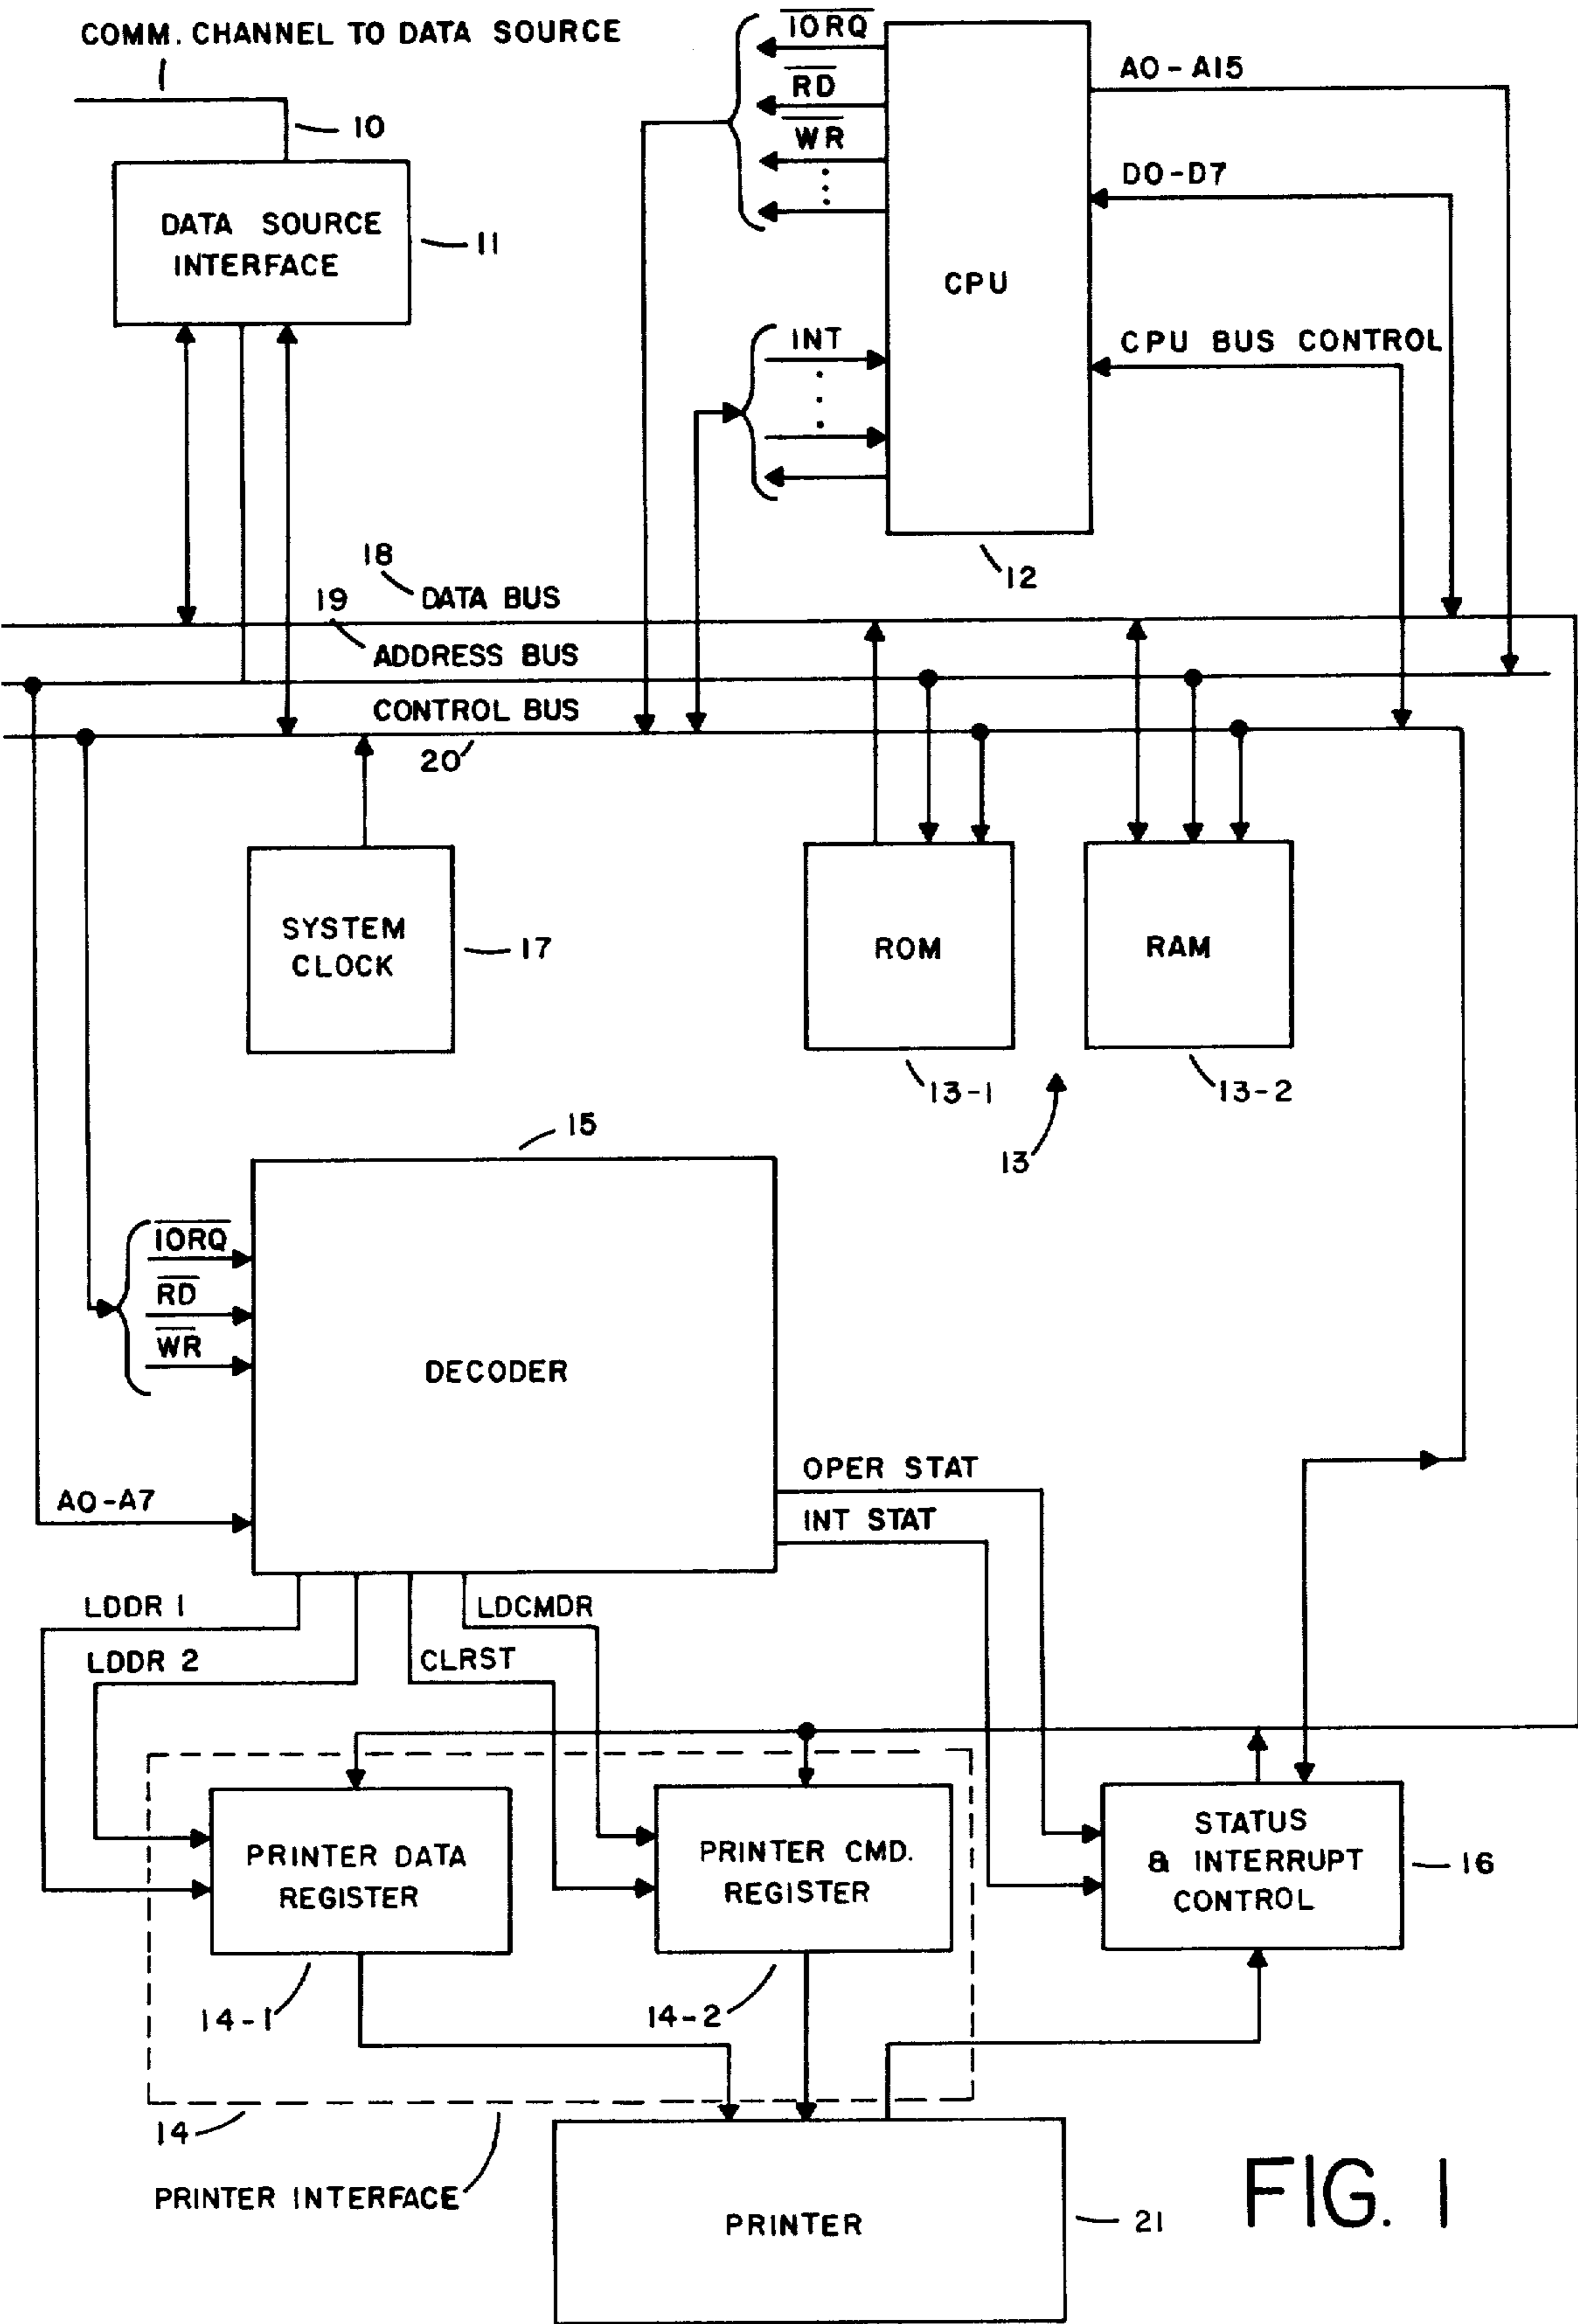 COMM. CHANNEL TO DATA SOURCE
10
DATA SOURCE
INTERFACE
11
IORQ
RD
WR
INT
CPU
12
A0-A15
D0-D7
CPU BUS CONTROL
18
DATA BUS
19
ADDRESS BUS
CONTROL BUS
20
SYSTEM
CLOCK
17
ROM
13-1
RAM
13-2
13
15
IORQ
RD
WR
A0-A7
DECODER
OPER STAT
INT STAT
LDDR 1
LDDR 2
CLRST
LDCMDR
PRINTER DATA
REGISTER
14-1
PRINTER CMD.
REGISTER
14-2
STATUS
& INTERRUPT
CONTROL
16
14
PRINTER INTERFACE
PRINTER
21
FIG. 1